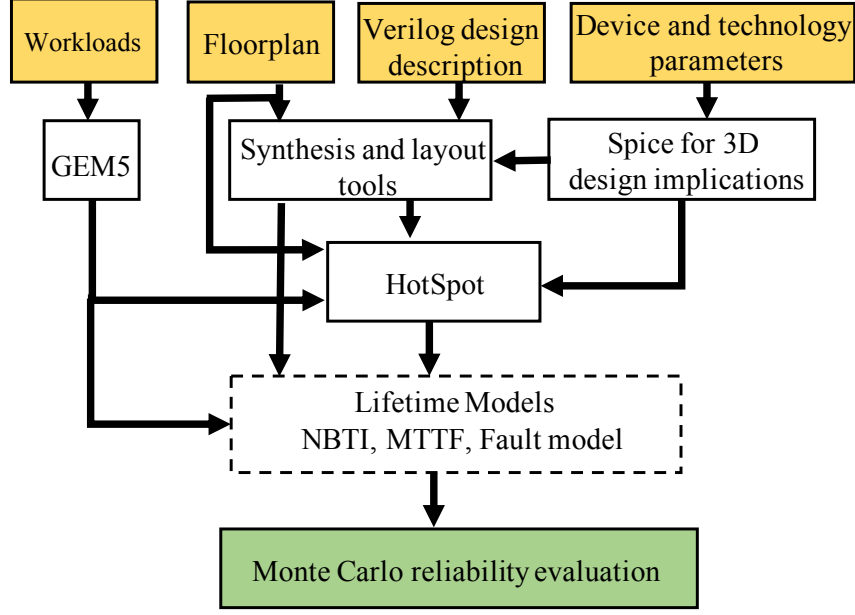 Workloads
Floorplan
Verilog design
description
Device and technology
parameters
GEM5
Synthesis and layout
tools
Spice for 3D
design implications
HotSpot
Lifetime Models
NBTI, MTTF, Fault model
Monte Carlo reliability evaluation